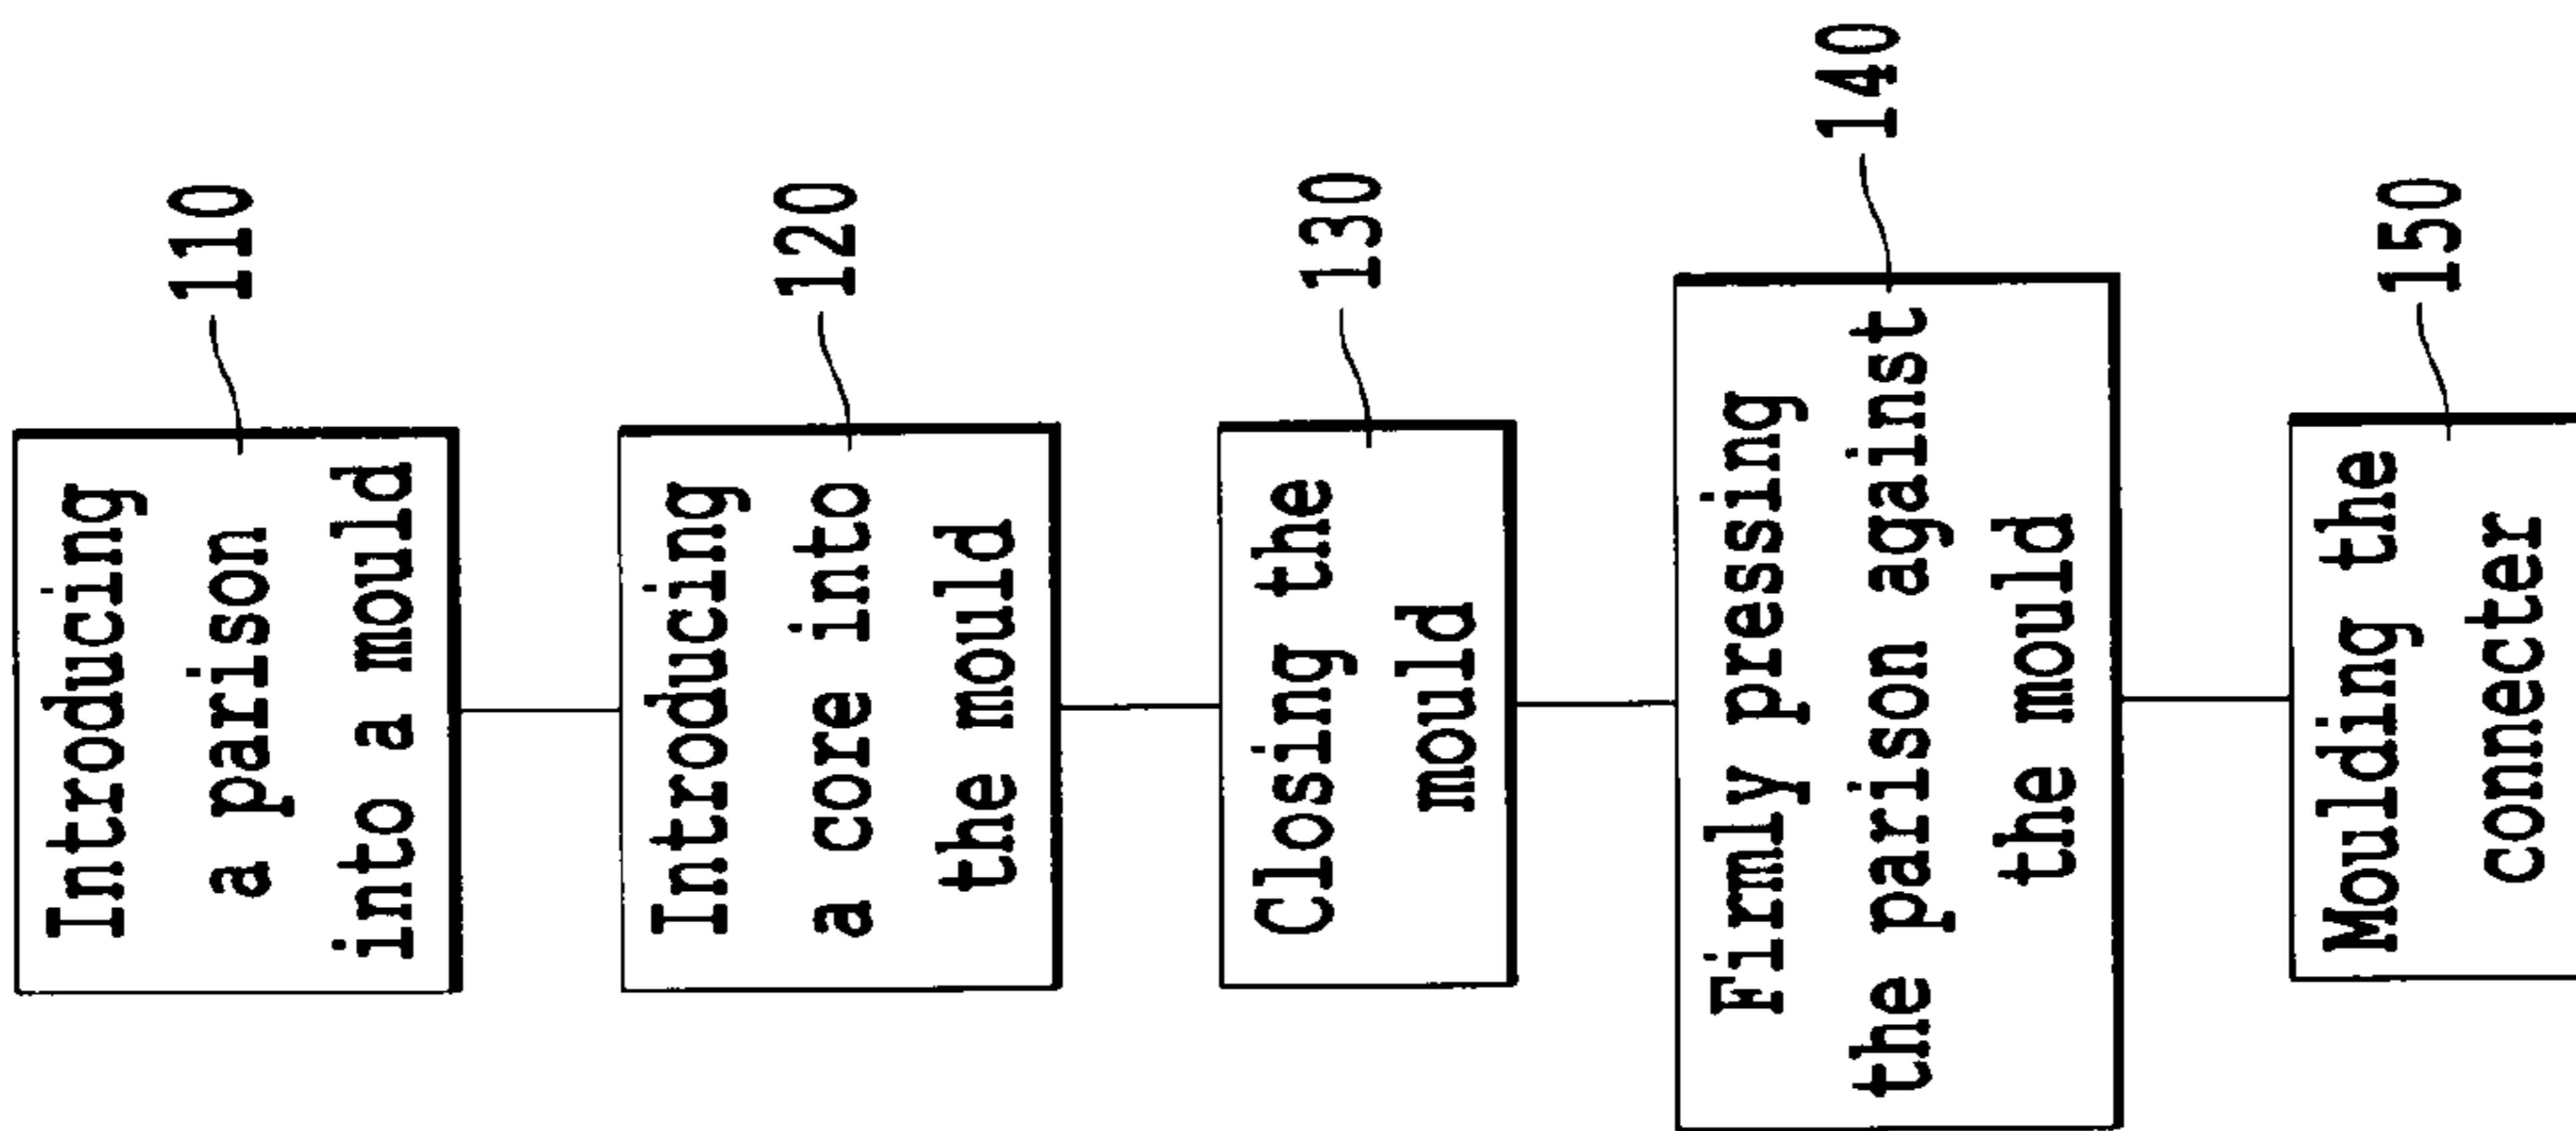 Introducing
a parison
into a mould
110
Introducing
a core into
the mould
120
Closing the
mould
130
Firmly pressing
the parison against
the mould
140
Moulding the
connecter
150